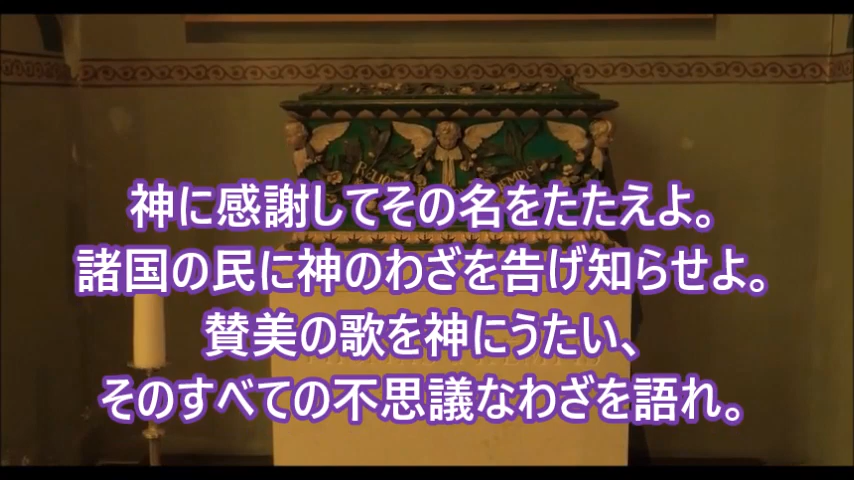 神に感謝してその名をたたえよ。
諸国の民に神のわざを告げ知らせよ。
賛美の歌を神にうたい、
そのすべての不思議なわざを語れ。